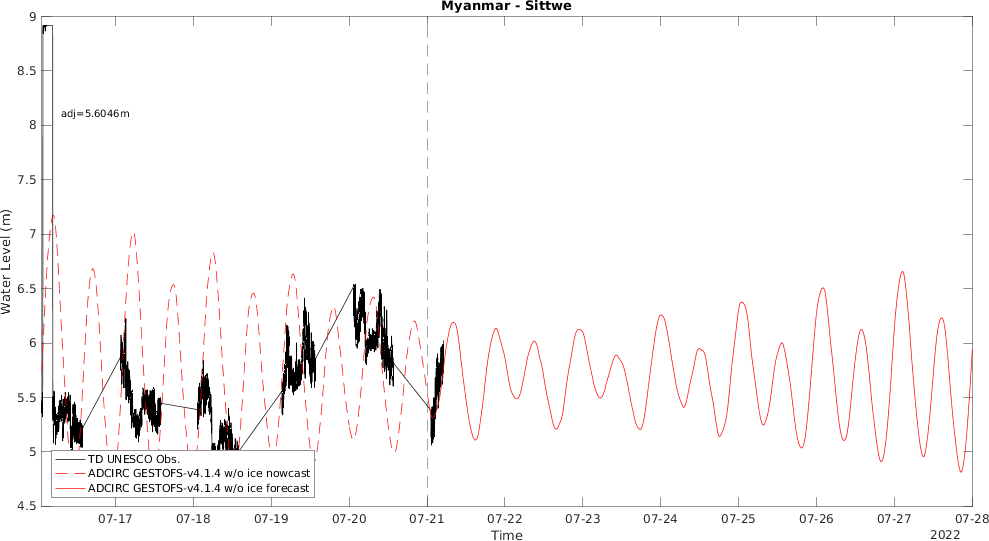 Myanmar - Sittwe
9
8.5
8
7.5
7
6.5
6
5.5
5
4.5
Water Level (m)
adj=5.6046m
TD UNESCO Obs.
ADCIRC GESTOFS-v4.1.4 w/o ice nowcast
ADCIRC GESTOFS-v4.1.4 w/o ice forecast
07-17 07-18 07-19 07-20 07-21 07-22 07-23 07-24 07-25 07-26 07-27 07-28
Time
2022